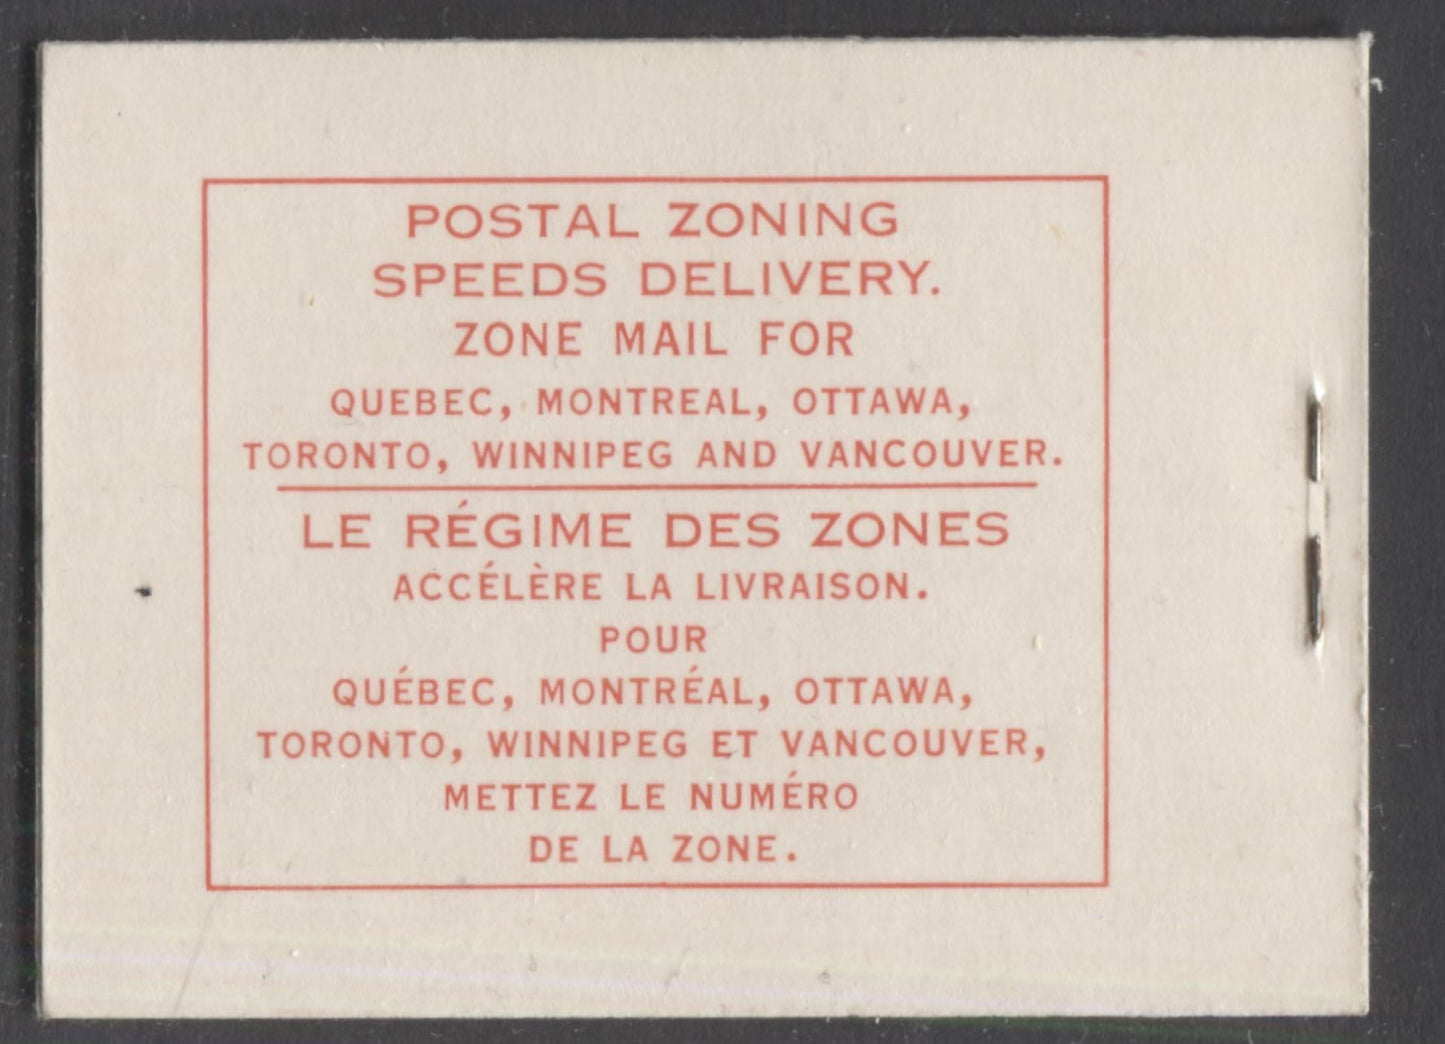 POSTAL ZONING
SPEEDS DELIVERY.
ZONE MAIL FOR
QUEBEC, MONTREAL, OTTAWA,
TORONTO, WINNIPEG AND VANCOUVER.
LE RÉGIME DES ZONES
ACCÉLÈRE LA LIVRAISON.
POUR
QUÉBEC, MONTRÉAL, OTTAWA,
TORONTO, WINNIPEG ET VANCOUVER,
METTEZ LE NUMÉRO
DE LA ZONE.